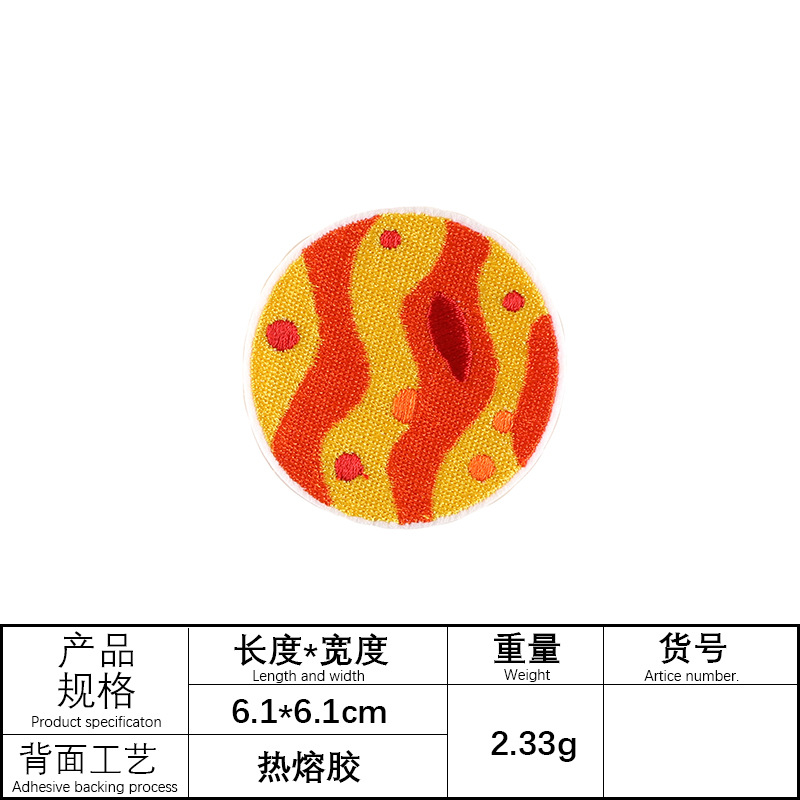 产品
规格
Product specificaton
长度*宽度
Length and width
重量
Weight
货号
Artice number.
6.1*6.1cm
2.33g
背面工艺
Adhesive backing process
热熔胶